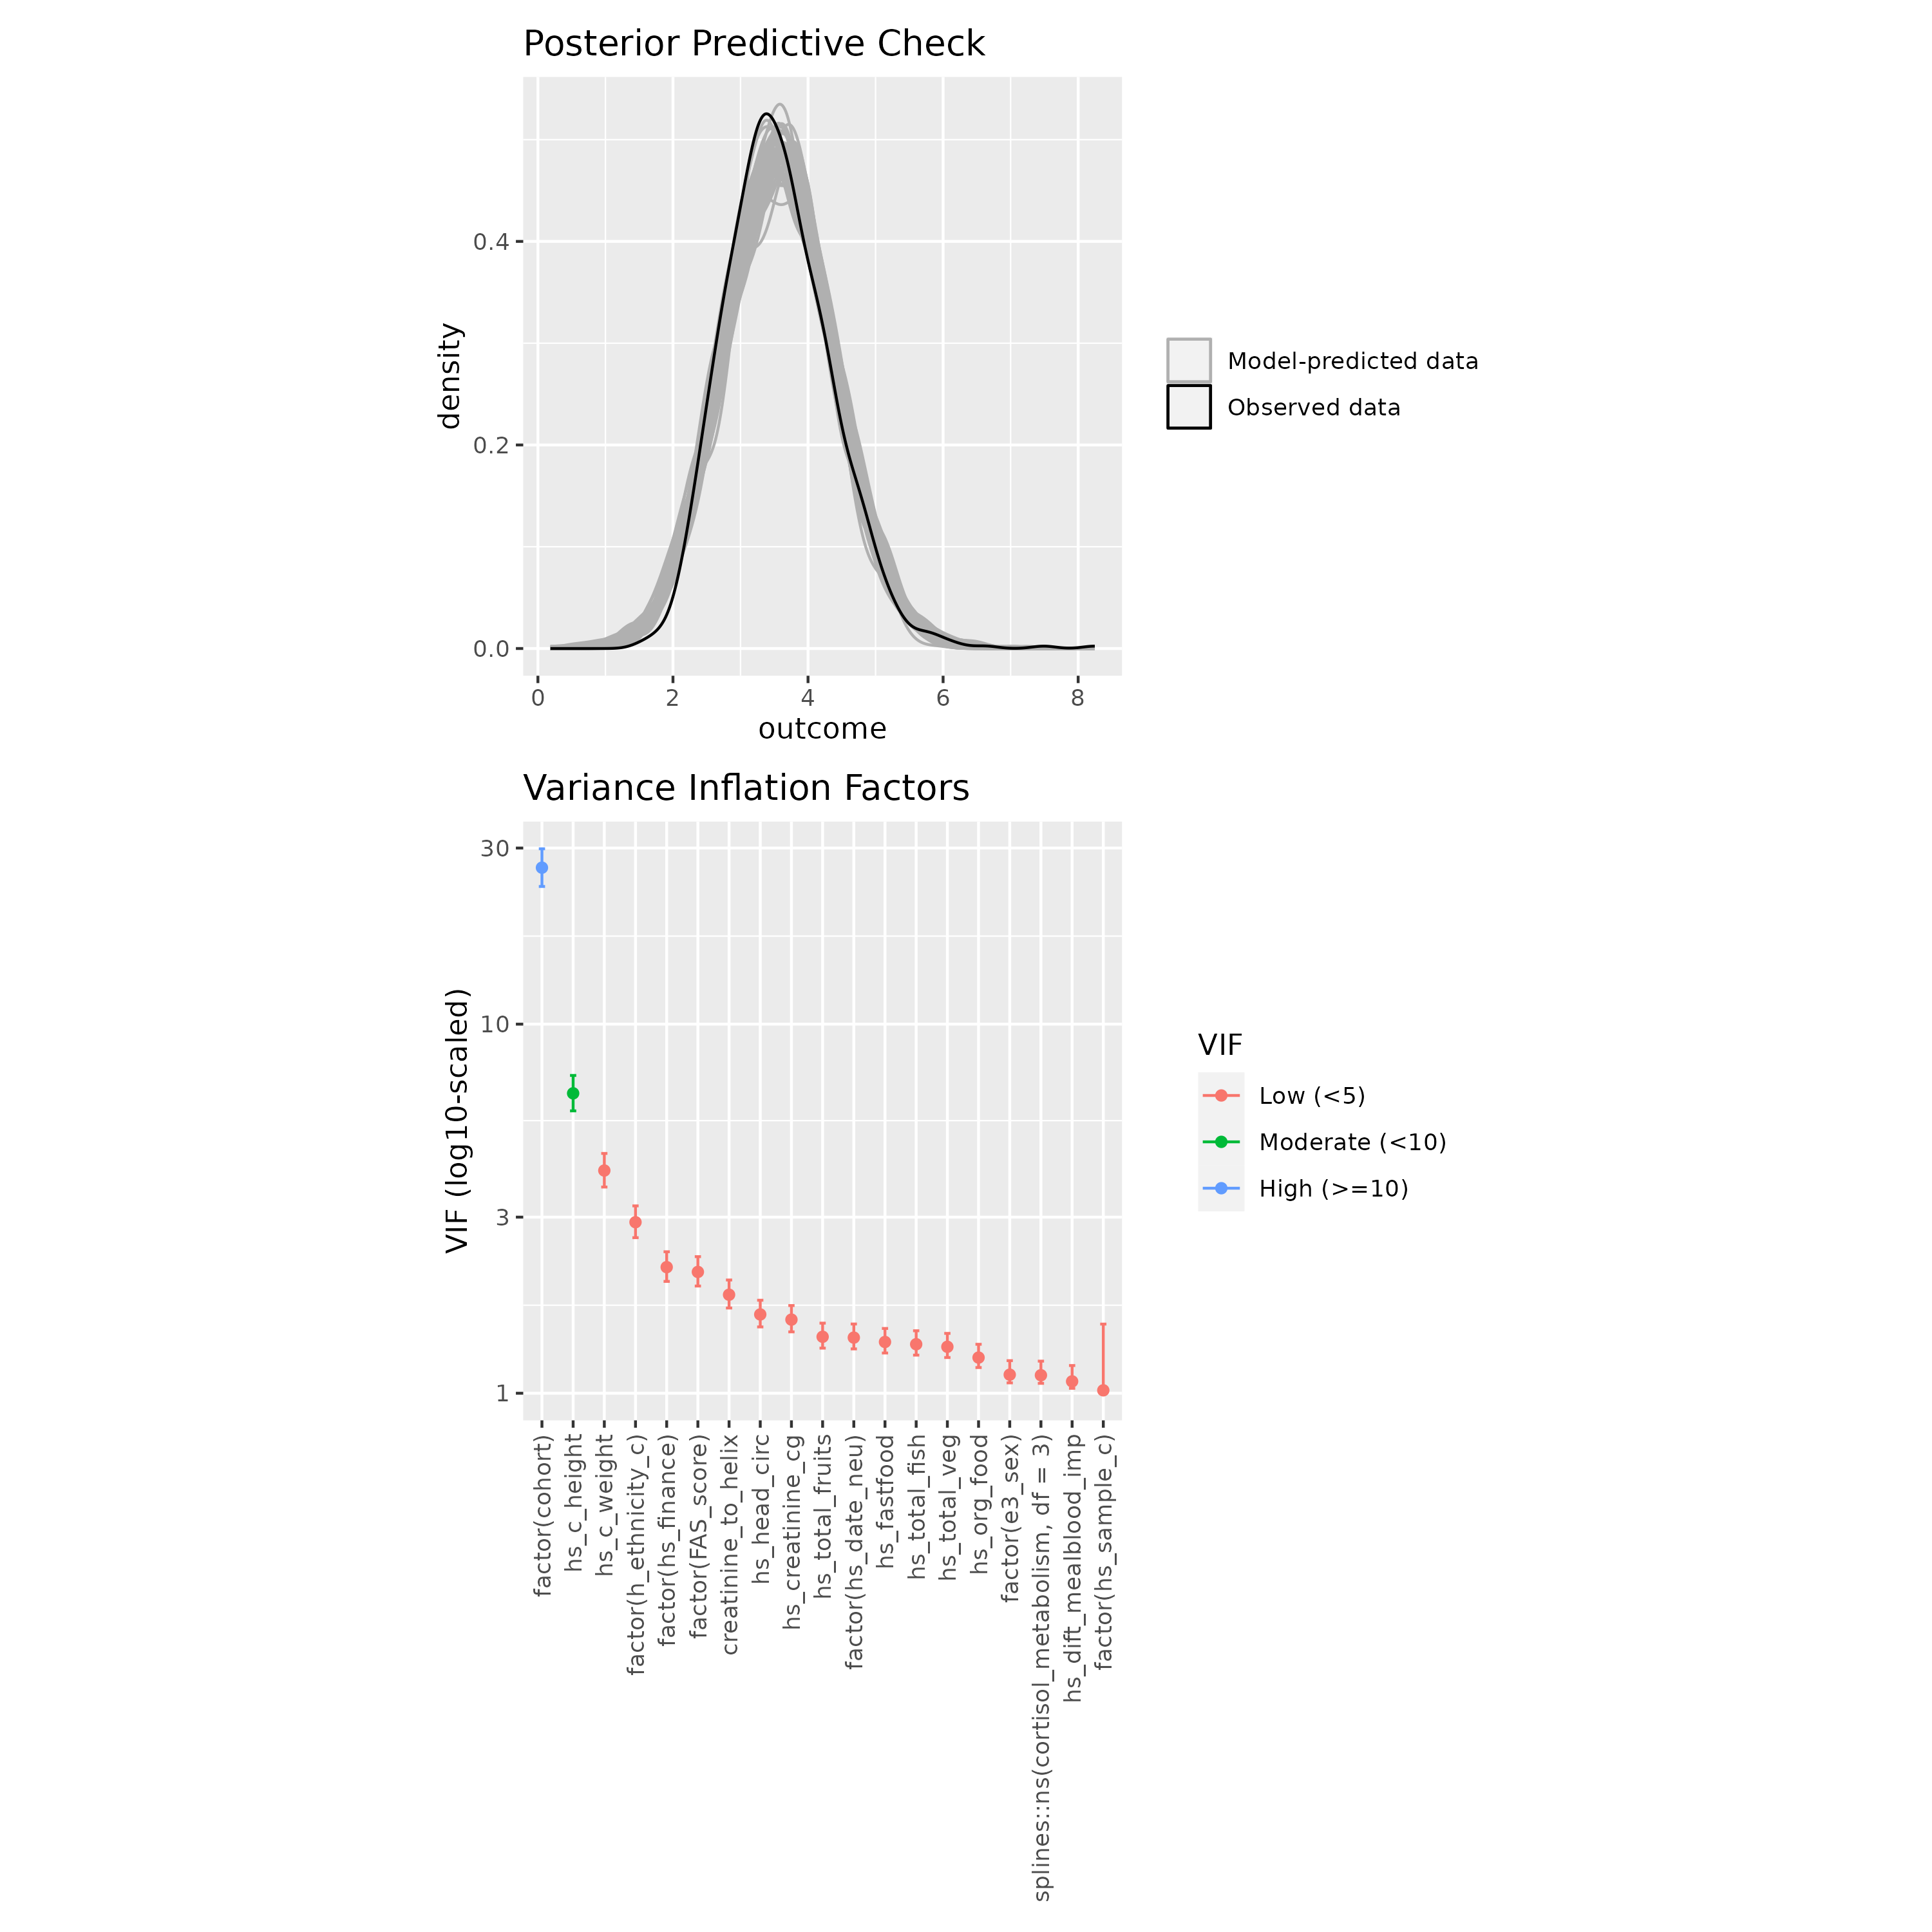 Posterior Predictive Check
density
0.4
0.2
0.0
0
2
4
6
8
outcome
Model-predicted data
Observed data
Variance Inflation Factors
VIF (log10-scaled)
30
10
3
1
factor(cohort)
hs_c_height
hs_c_weight
factor(h_ethnicity_c)
factor(hs_finance)
factor(FAS_score)
creatinine_to_helix
hs_head_circ
hs_creatinine_cg
hs_total_fruits
factor(hs_date_neu)
hs_fastfood
hs_total_fish
hs_total_veg
hs_org_food
factor(e3_sex)
splines::ns(cortisol_metabolism, df = 3)
hs_dift_mealblood_imp
factor(hs_sample_c)
VIF
Low (<5)
Moderate (<10)
High (>=10)